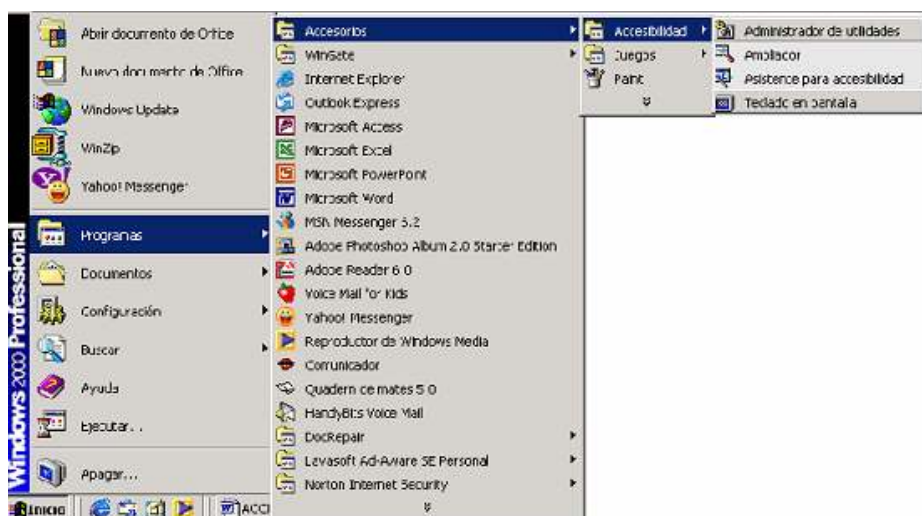 Windows 2000 Professional
Abrir documento de Office
Nuevo documento de Office
Windows Update
WinZip
Yahoo! Messenger
Programas
Documentos
Configuración
Buscar
Ayuda
Ejecutar...
Apagar...
Inicio
ACCI
Accesorios
WinGate
Internet Explorer
Outlook Express
Microsoft Access
Microsoft Excel
Microsoft PowerPoint
Microsoft Word
MSN Messenger 6.2
Adobe Photoshop Album 2.0 Starter Edition
Adobe Reader 6.0
Voice Mail for Kids
Yahoo! Messenger
Reproductor de Windows Media
Comunicador
Quadern de mates 5.0
HandyBits Voice Mail
DocRepair
Lavasoft Ad-Aware SE Personal
Norton Internet Security
Accesibilidad
Juegos
Paint
Administrador de utilidades
Ampliador
Asistente para accesibilidad
Teclado en pantalla